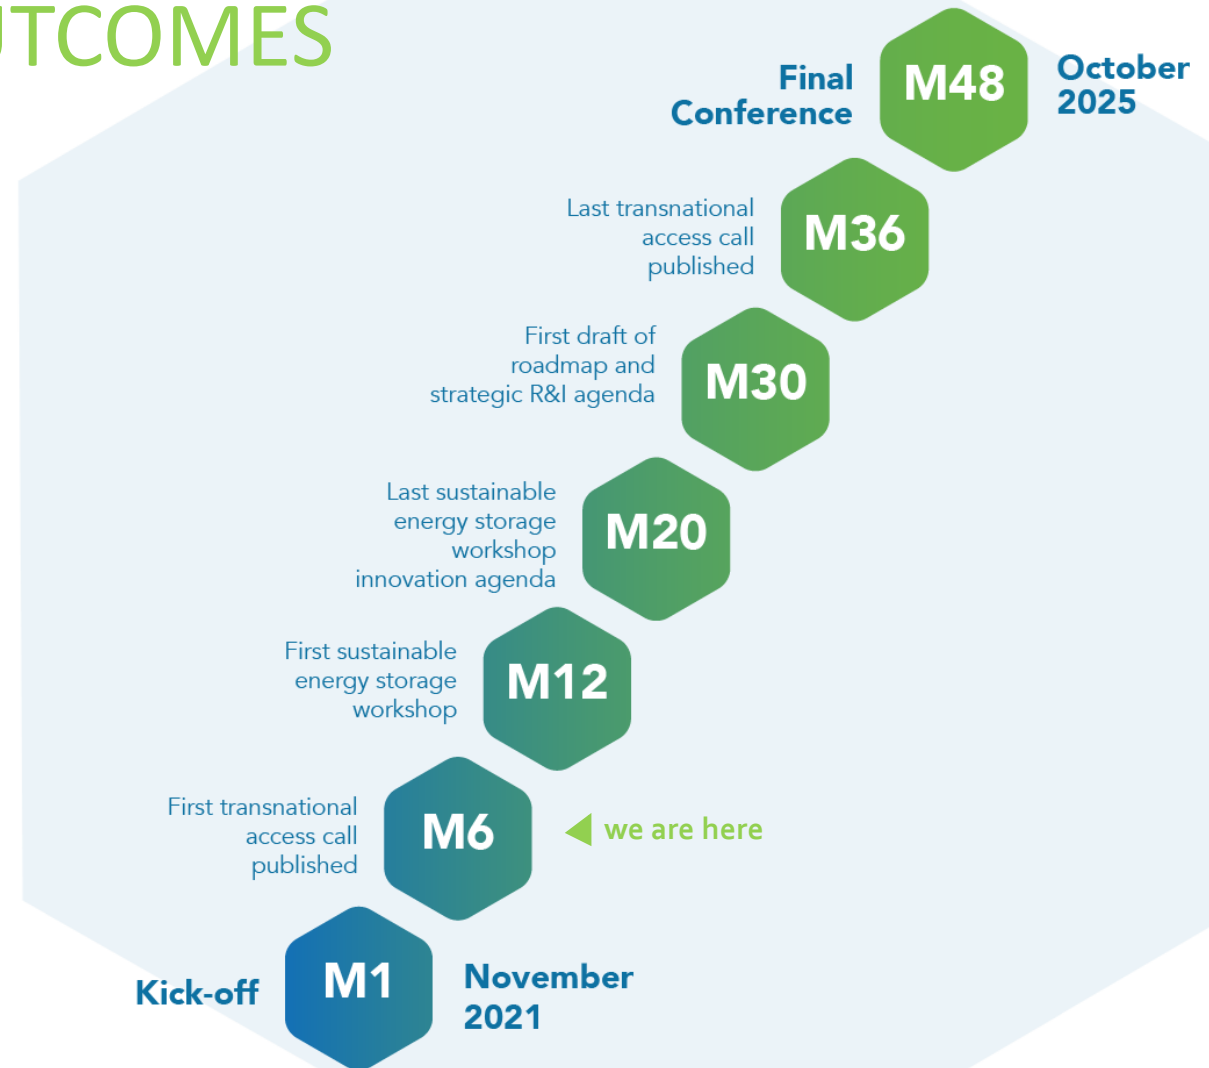 UTCOMES
Final
Conference
M48
October
2025
Last transnational
access call
published
M36
First draft of
roadmap and
strategic R&I agenda
M30
Last sustainable
energy storage
workshop
innovation agenda
M20
First sustainable
energy storage
workshop
M12
First transnational
access call
published
M6
we are here
Kick-off
M1
November
2021